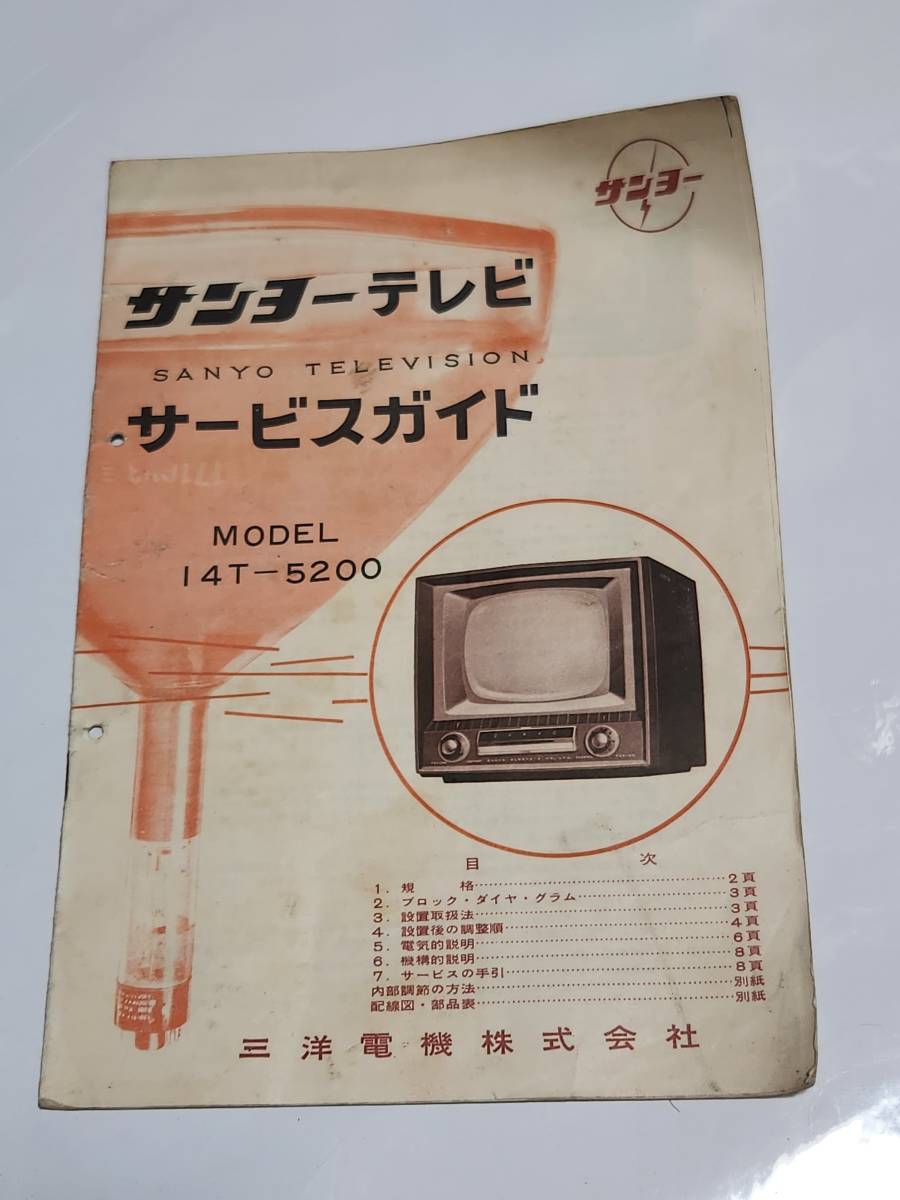 サンヨー
サンヨーテレビ
SANYO TELEVISION
サービスガイド
MODEL
14T-5200
目 次
1. 規 格 2頁
2. ブロック・ダイヤ・グラム 3頁
3. 設置取扱法 3頁
4. 設置後の調整順 4頁
5. 電気的説明 6頁
6. 機構的説明 8頁
7. サービスの手引 8頁
内部調節の方法 別紙
配線図・部品表 別紙
三洋電機株式会社